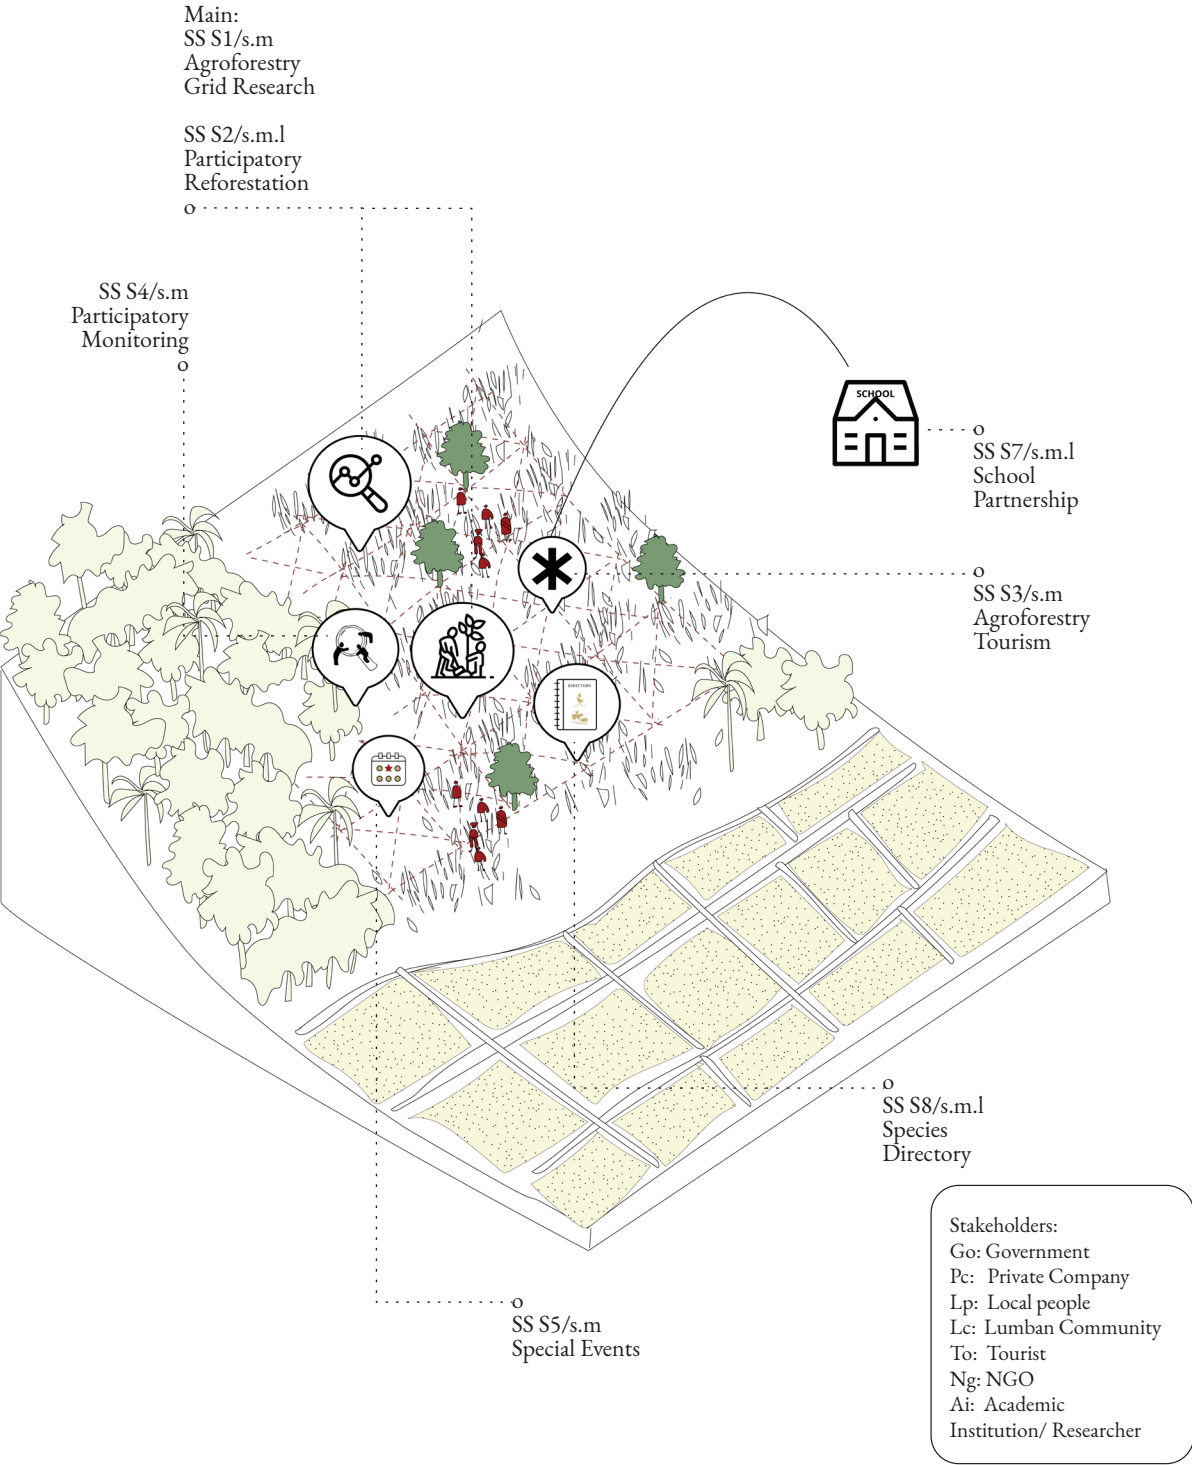 Main:
SS S1/s.m
Agroforestry
Grid Research
SS S2/s.m.l
Participatory
Reforestation
SS S4/s.m
Participatory
Monitoring
SCHOOL
SS S7/s.m.l
School
Partnership
SS S3/s.m
Agroforestry
Tourism
DIRECTORY
SS S8/s.m.l
Species
Directory
SS S5/s.m
Special Events
Stakeholders:
Go: Government
Pc: Private Company
Lp: Local people
Lc: Lumban Community
To: Tourist
Ng: NGO
Ai: Academic
Institution/ Researcher